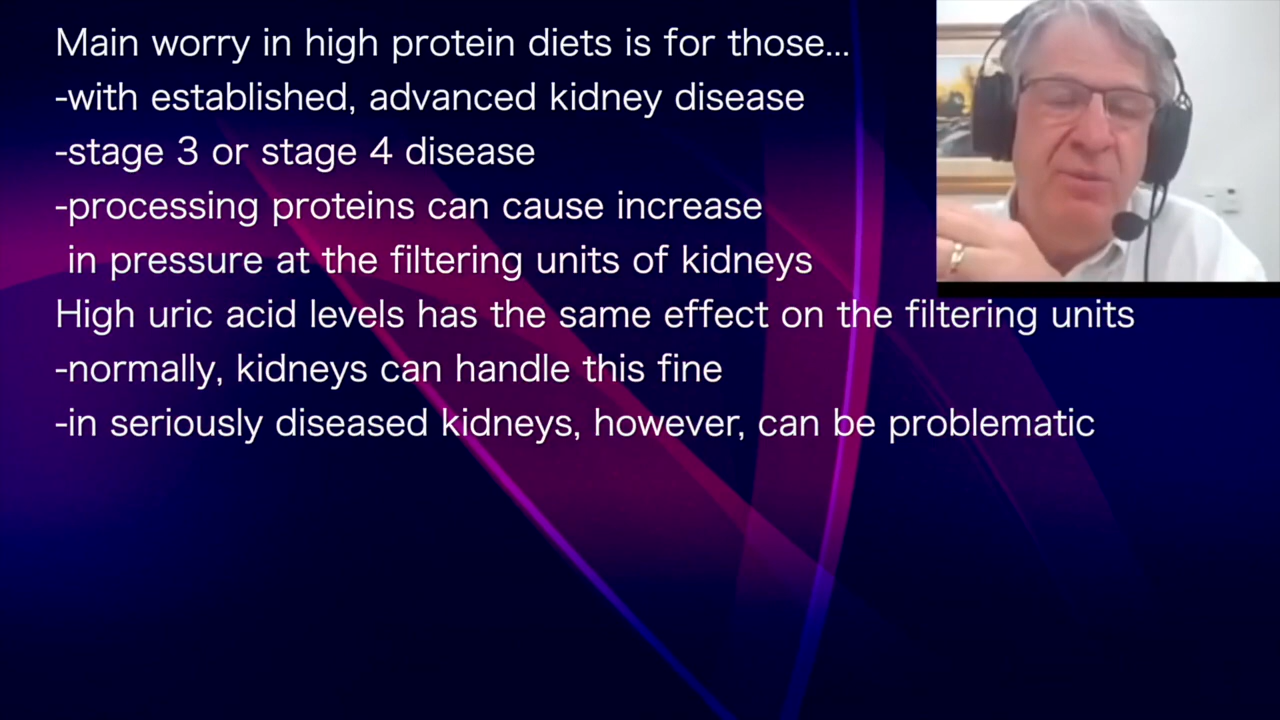 Main worry in high protein diets is for those...
-with established, advanced kidney disease
-stage 3 or stage 4 disease
-processing proteins can cause increase
in pressure at the filtering units of kidneys
High uric acid levels has the same effect on the filtering units
-normally, kidneys can handle this fine
-in seriously diseased kidneys, however, can be problematic